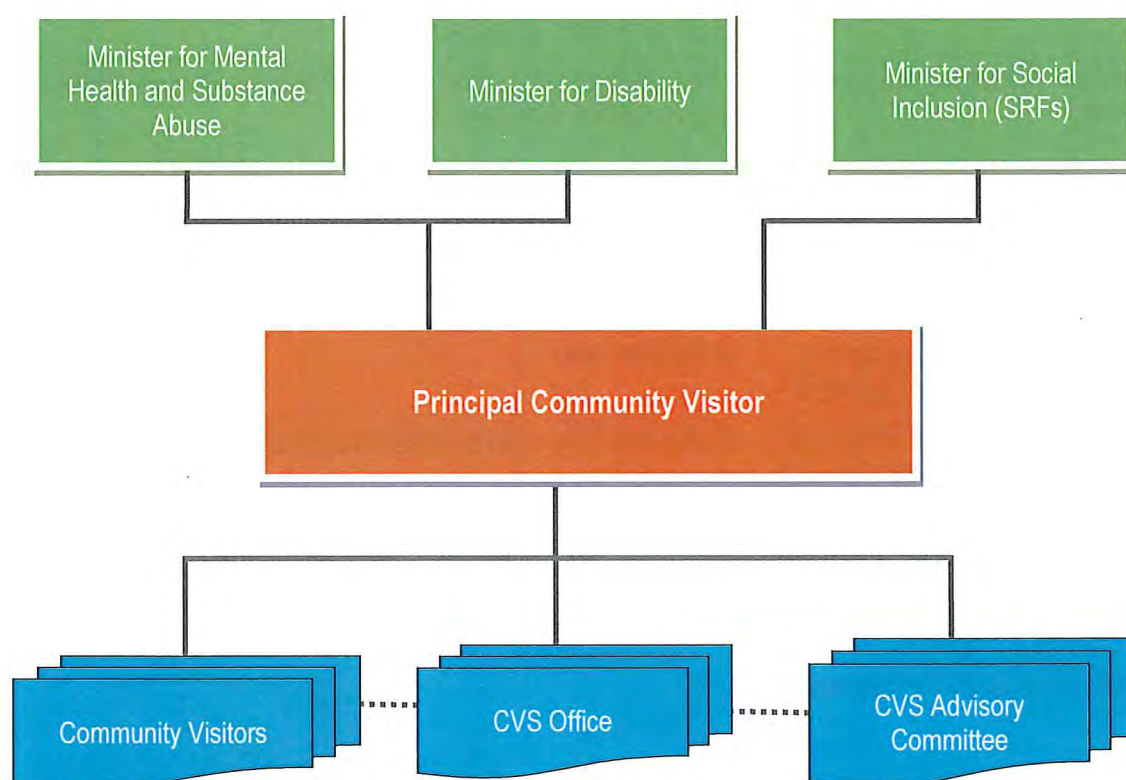 Minister for Mental
Health and Substance
Abuse
Minister for Disability
Minister for Social
Inclusion (SRFs)
Principal Community Visitor
Community Visitors
CVS Office
CVS Advisory
Committee